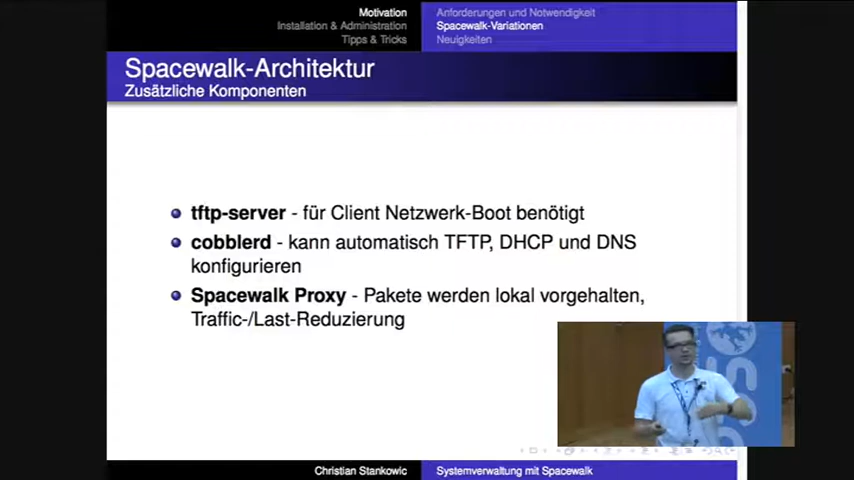 Motivation
Installation & Administration
Tipps & Tricks
Anforderungen und Notwendigkeit
Spacewalk-Variationen
Neuigkeiten
Spacewalk-Architektur
Zusätzliche Komponenten
tftp-server - für Client Netzwerk-Boot benötigt
cobblerd - kann automatisch TFTP, DHCP und DNS
konfigurieren
Spacewalk Proxy - Pakete werden lokal vorgehalten,
Traffic-/Last-Reduzierung
Christian Stankowic
Systemverwaltung mit Spacewalk